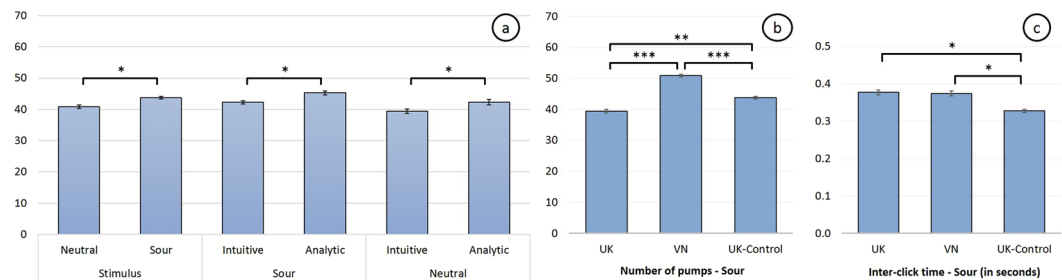 a
70
60
50
40
30
20
10
0
* * *
Neutral Sour Intuitive Analytic Intuitive Analytic
Stimulus Sour Neutral
b
70
60
50
40
30
20
10
0
**
*** ***
UK VN UK-Control
Number of pumps - Sour
c
0.5
0.4
0.3
0.2
0.1
0.0
*
*
UK VN UK-Control
Inter-click time - Sour (in seconds)